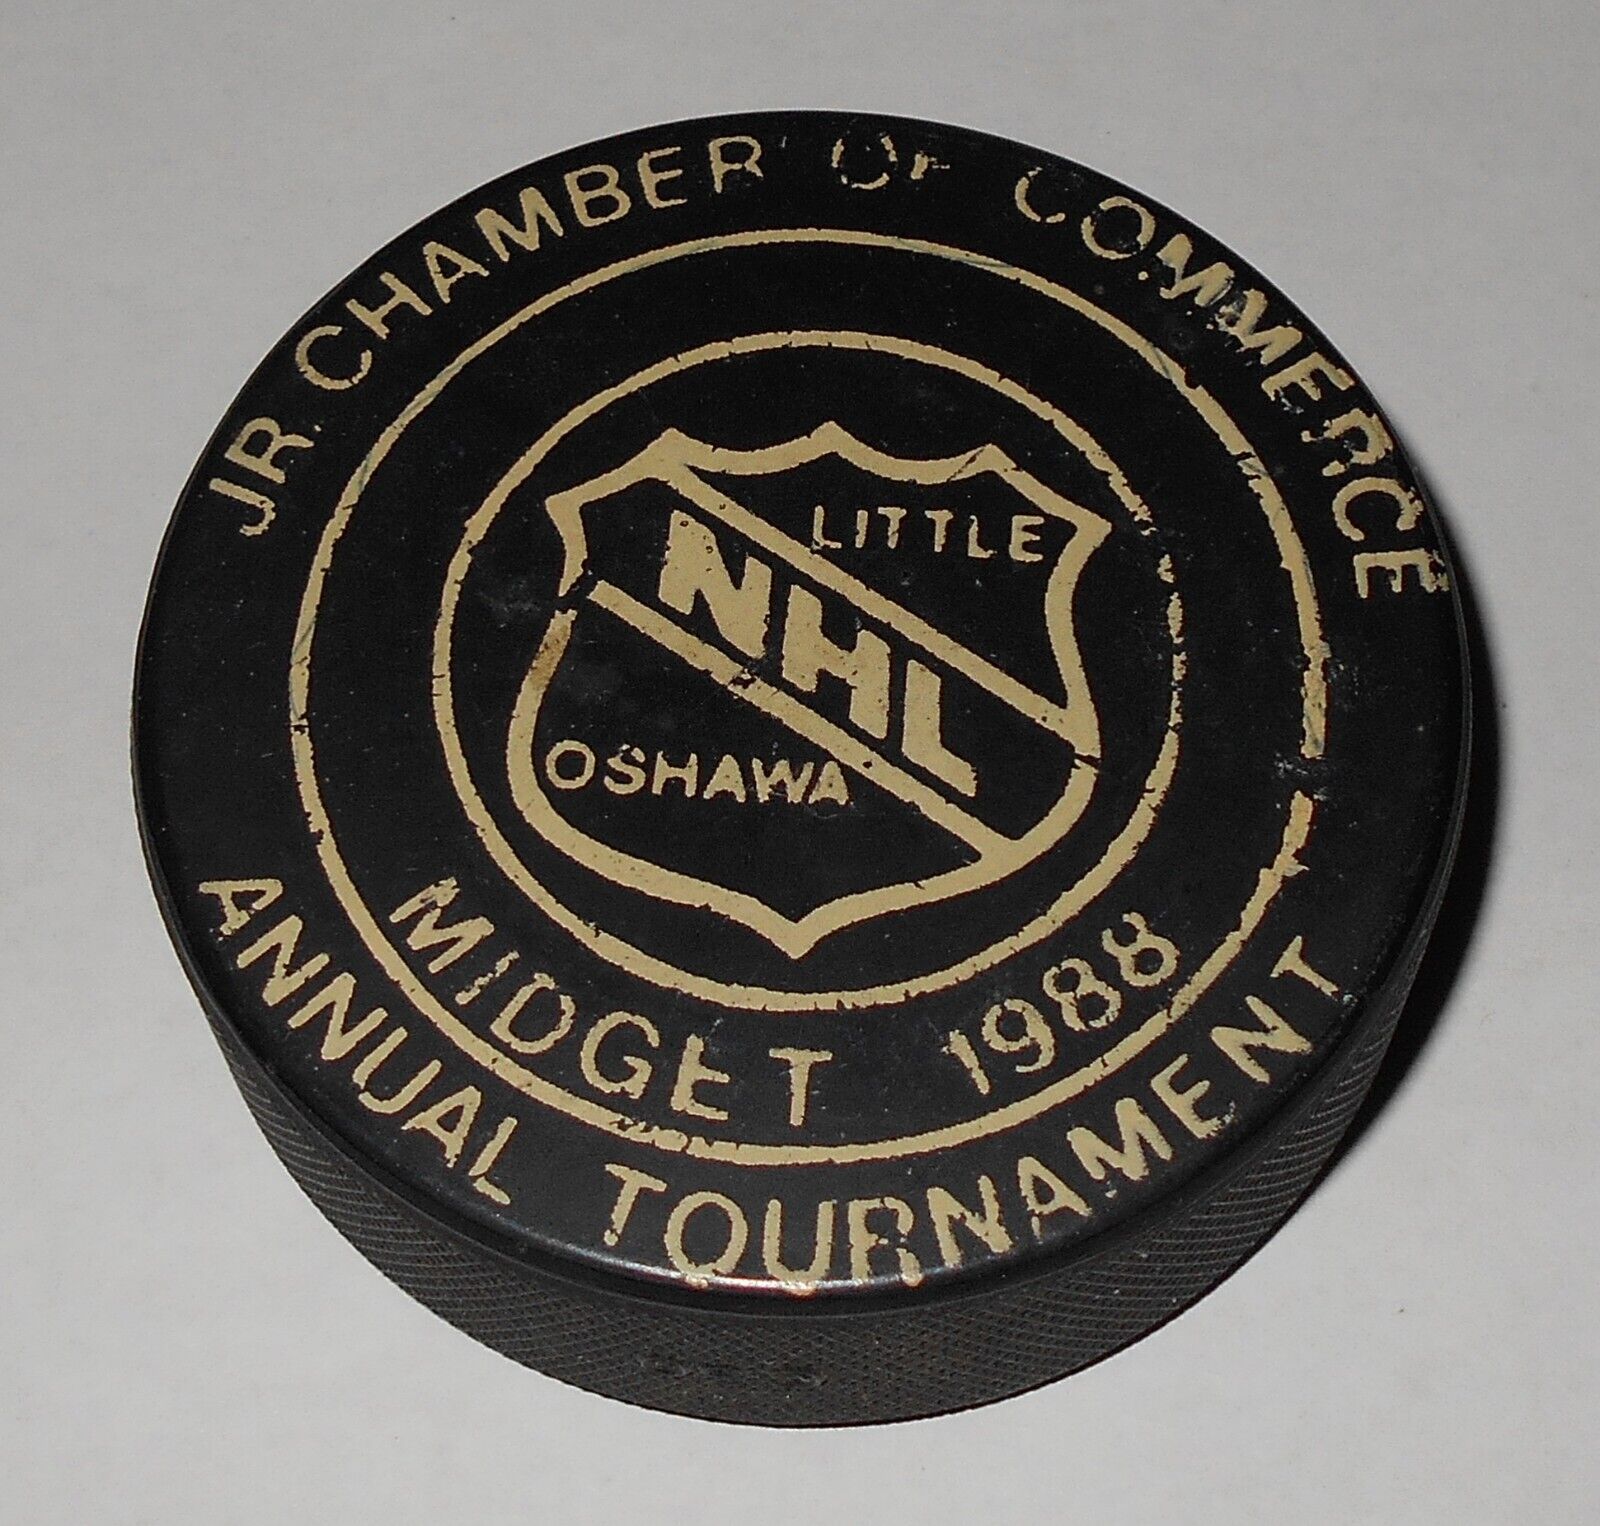 JR. CHAMBER OF COMMERCE
LITTLE
NHL
OSHAWA
MIDGET 1988
ANNUAL TOURNAMENT